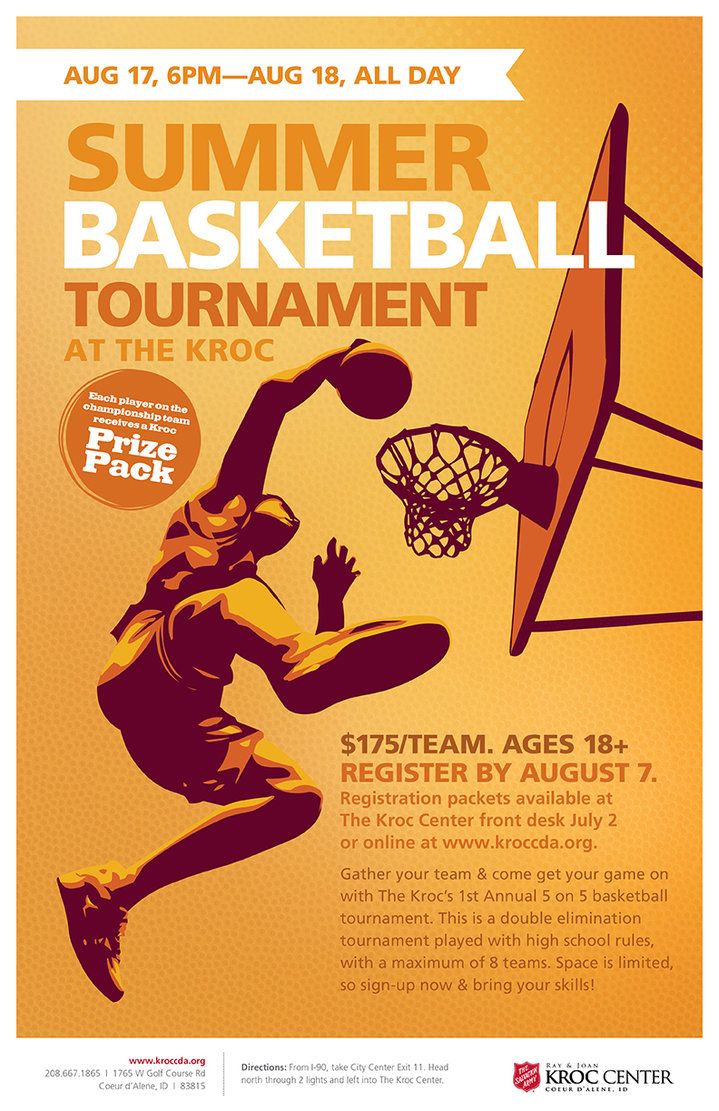 AUG 17, 6PM—AUG 18, ALL DAY
SUMMER
BASKETBALL
TOURNAMENT
AT THE KROC
Each player on the
championship team
receives a Kroc
Prize
Pack
$175/TEAM. AGES 18+
REGISTER BY AUGUST 7.
Registration packets available at
The Kroc Center front desk July 2
or online at www.kroccda.org.
Gather your team & come get your game on
with The Kroc's 1st Annual 5 on 5 basketball
tournament. This is a double elimination
tournament played with high school rules,
with a maximum of 8 teams. Space is limited,
so sign-up now & bring your skills!
www.kroccda.org
208.667.1865 | 1765 W Golf Course Rd
Coeur d'Alene, ID | 83815
Directions: From I-90, take City Center Exit 11. Head
north through 2 lights and left into The Kroc Center.
THE SALVATION ARMY
RAY & JOAN
KROC CENTER
COEUR D'ALENE, ID